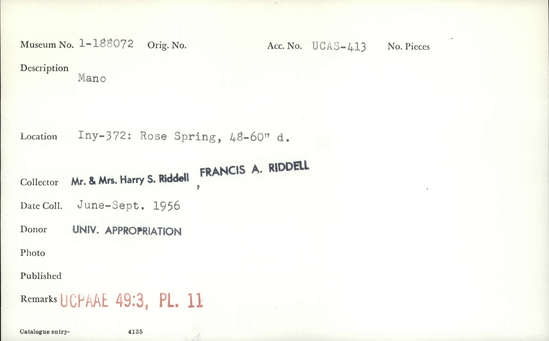 Museum No. 1-188072 Orig. No. Acc. No. UCAS-413 No. Pieces
Description
Mano
Location Iny-372: Rose Spring, 48-60" d.
Collector Mr. & Mrs. Harry S. Riddell, FRANCIS A. RIDDELL
Date Coll. June-Sept. 1956
Donor UNIV. APPROPRIATION
Photo
Published
Remarks UCPAAE 49:3, PL. 11
Catalogue entry- 4135